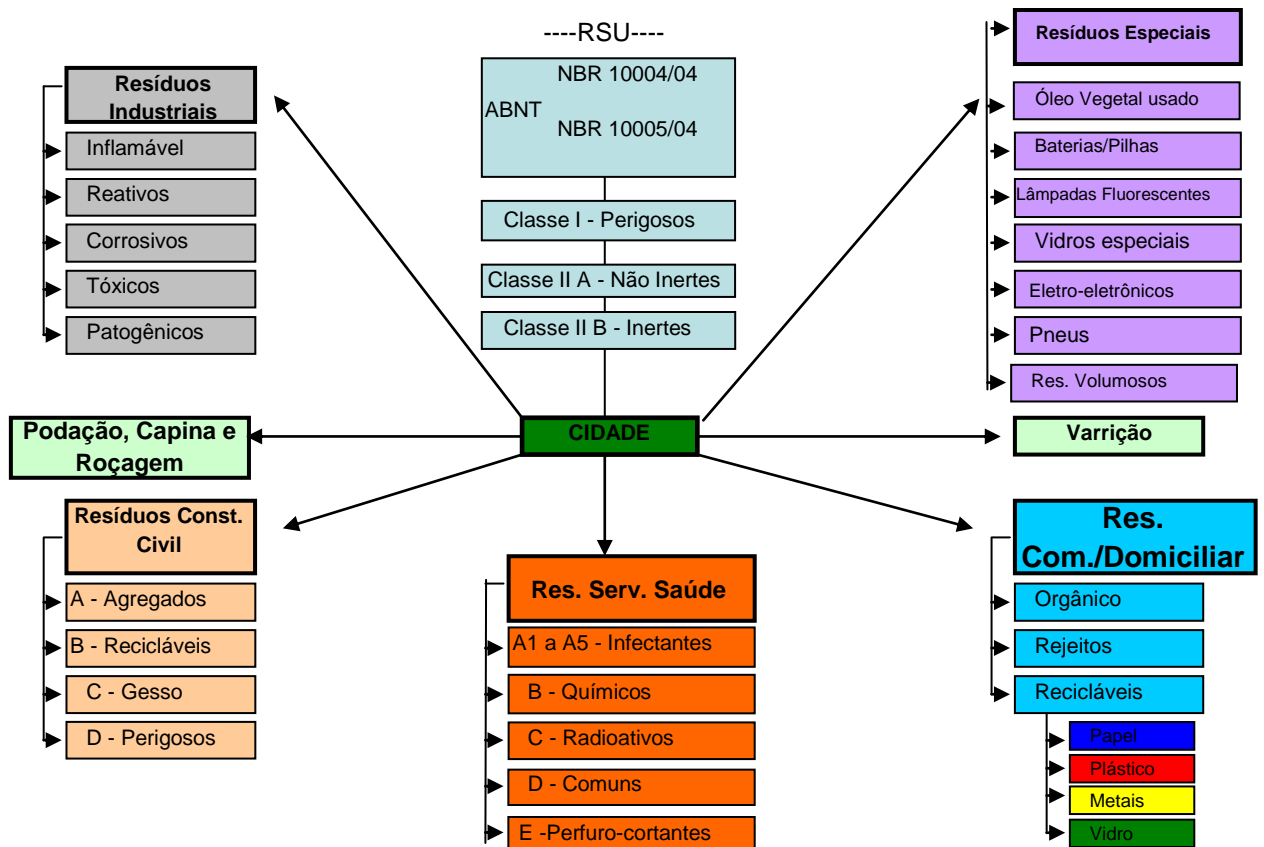 ----RSU----
ABNT
NBR 10004/04
NBR 10005/04
Classe I - Perigosos
Classe II A - Não Inertes
Classe II B - Inertes
CIDADE
Resíduos
Industriais
Inflamável
Reativos
Corrosivos
Tóxicos
Patogênicos
Resíduos Especiais
Óleo Vegetal usado
Baterias/Pilhas
Lâmpadas Fluorescentes
Vidros especiais
Eletro-eletrônicos
Pneus
Res. Volumosos
Podação, Capina e
Roçagem
Varrição
Resíduos Const.
Civil
A - Agregados
B - Recicláveis
C - Gesso
D - Perigosos
Res. Serv. Saúde
A1 a A5 - Infectantes
B - Químicos
C - Radioativos
D - Comuns
E -Perfuro-cortantes
Res.
Com./Domiciliar
Orgânico
Rejeitos
Recicláveis
Papel
Plástico
Metais
Vidro